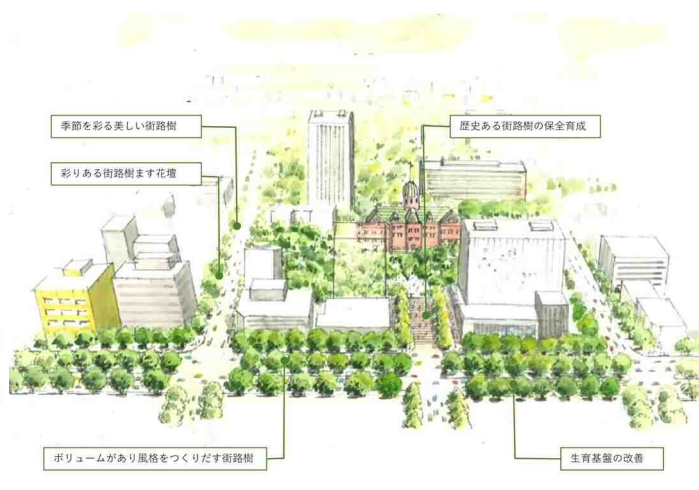 季節を彩る美しい街路樹
歴史ある街路樹の保全育成
彩りある街路樹ます花壇
ボリュームがあり風格をつくりだす街路樹
生育基盤の改善